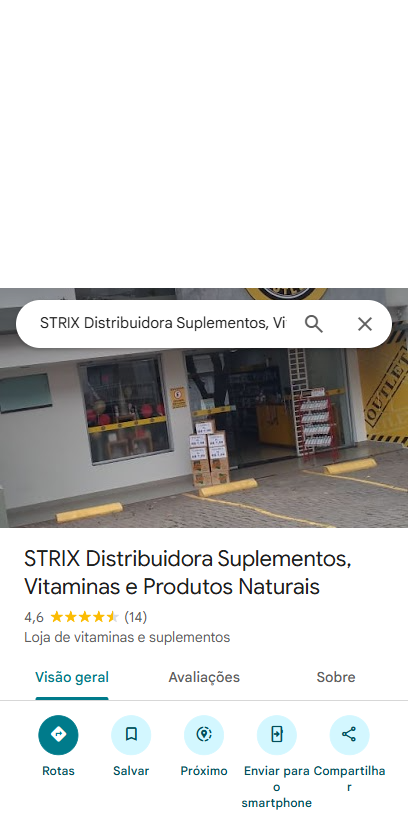 STRIX Distribuidora Suplementos, Vi
OUTLET
STRIX Distribuidora Suplementos,
Vitaminas e Produtos Naturais
4,6 (14)
Loja de vitaminas e suplementos
Visão geral Avaliações Sobre
Rotas Salvar Próximo Enviar para Compartilha
o r
smartphone